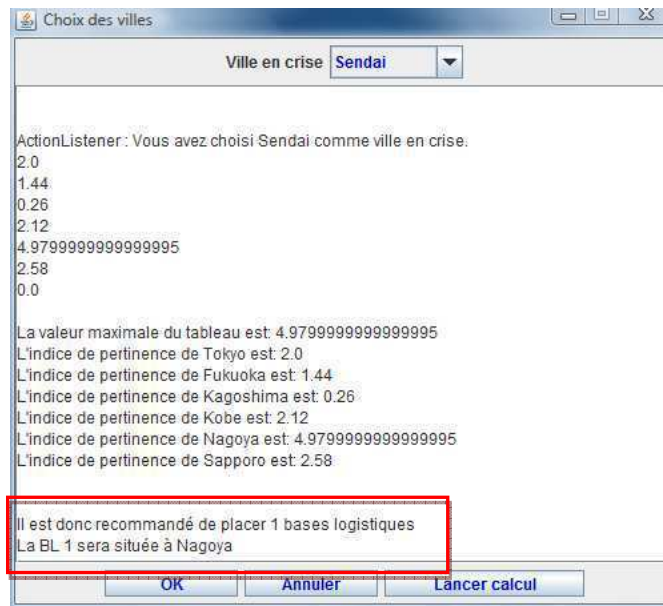 Choix des villes
Ville en crise Sendai
ActionListener : Vous avez choisi Sendai comme ville en crise.
2.0
1.44
0.26
2.12
4.9799999999999995
2.58
0.0
La valeur maximale du tableau est: 4.9799999999999995
L'indice de pertinence de Tokyo est: 2.0
L'indice de pertinence de Fukuoka est: 1.44
L'indice de pertinence de Kagoshima est: 0.26
L'indice de pertinence de Kobe est: 2.12
L'indice de pertinence de Nagoya est: 4.9799999999999995
L'indice de pertinence de Sapporo est: 2.58
Il est donc recommandé de placer 1 bases logistiques
La BL 1 sera située à Nagoya
OK Annuler Lancer calcul